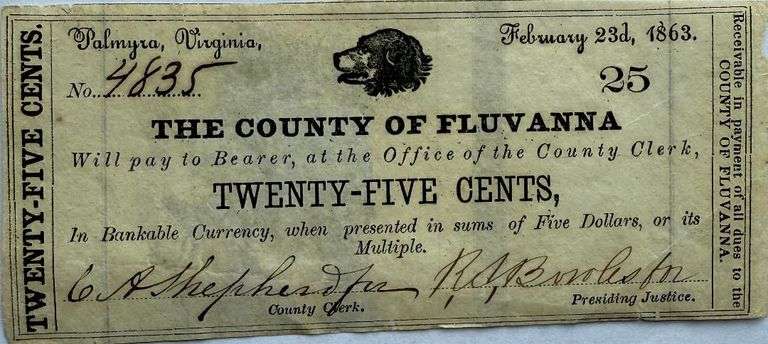 TWENTY-FIVE CENTS.
Palmyra, Virginia,
February 23d, 1863.
No. 4835
25
THE COUNTY OF FLUVANNA
Will pay to Bearer, at the Office of the County Clerk,
TWENTY-FIVE CENTS,
In Bankable Currency, when presented in sums of Five Dollars, or its
Multiple.
C A Shepherd for
County Clerk.
Presiding Justice.
Receivable in payment of all dues to the
COUNTY OF FLUVANNA.